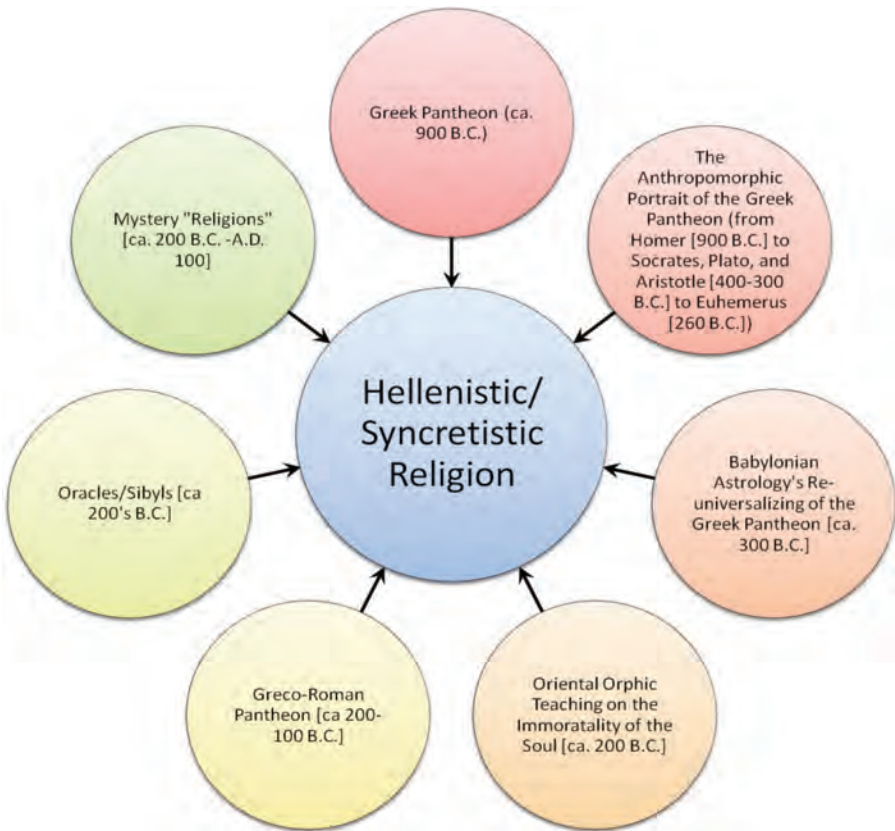 Greek Pantheon (ca.
900 B.C.)
The
Anthropomorphic
Portrait of the Greek
Pantheon (from
Homer [900 B.C.] to
Socrates, Plato, and
Aristotle [400-300
B.C.] to Euhemerus
[260 B.C.])
Mystery "Religions"
[ca. 200 B.C. -A.D.
100]
Hellenistic/
Syncretistic
Religion
Babylonian
Astrology's Re-
universalizing of the
Greek Pantheon [ca.
300 B.C.]
Oracles/Sibyls [ca
200's B.C.]
Oriental Orphic
Teaching on the
Immoratality of the
Soul [ca. 200 B.C.]
Greco-Roman
Pantheon [ca 200-
100 B.C.]